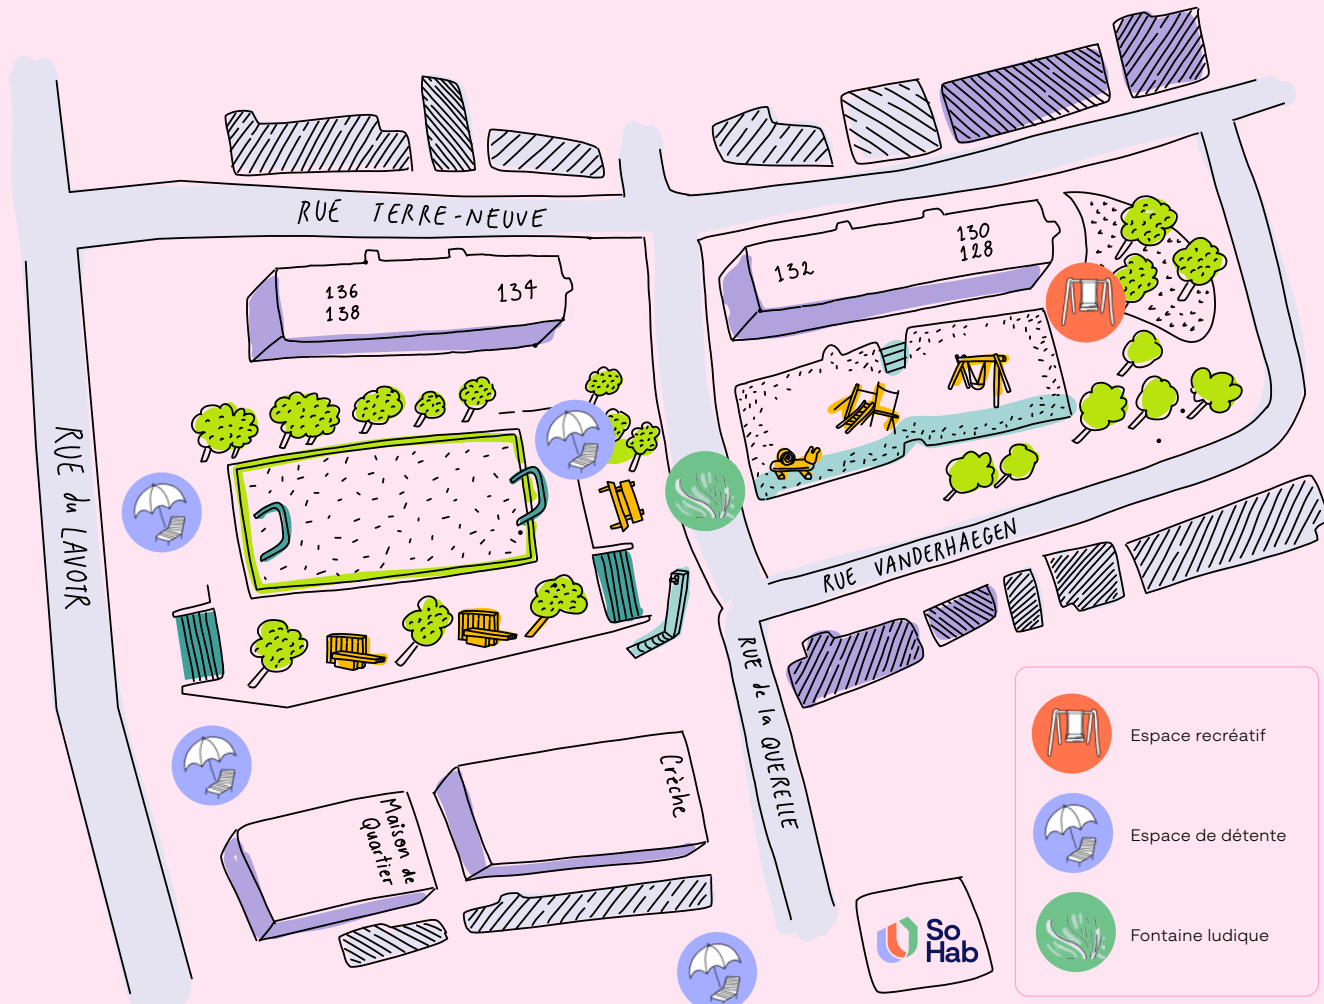 RUE TERRE-NEUVE
136
138
134
132
130
128
RUE du LAVOIR
RUE VANDERHAEGEN
RUE de la QUERELLE
Crèche
Maison de
Quartier
So
Hab
Espace recréatif
Espace de détente
Fontaine ludique